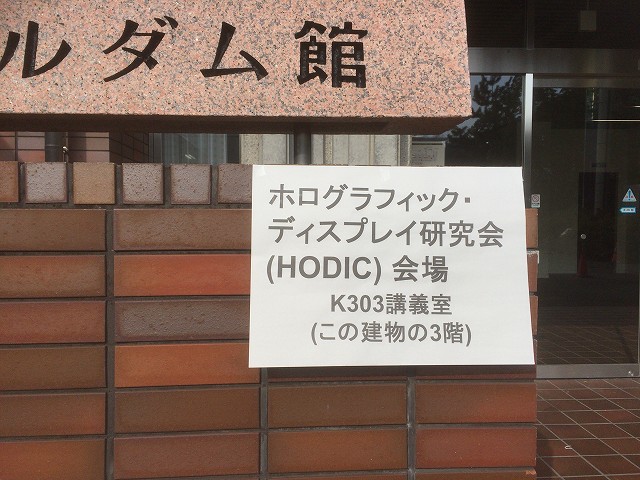 ルダム館
ホログラフィック・
ディスプレイ研究会
(HODIC) 会場
K303講義室
(この建物の3階)